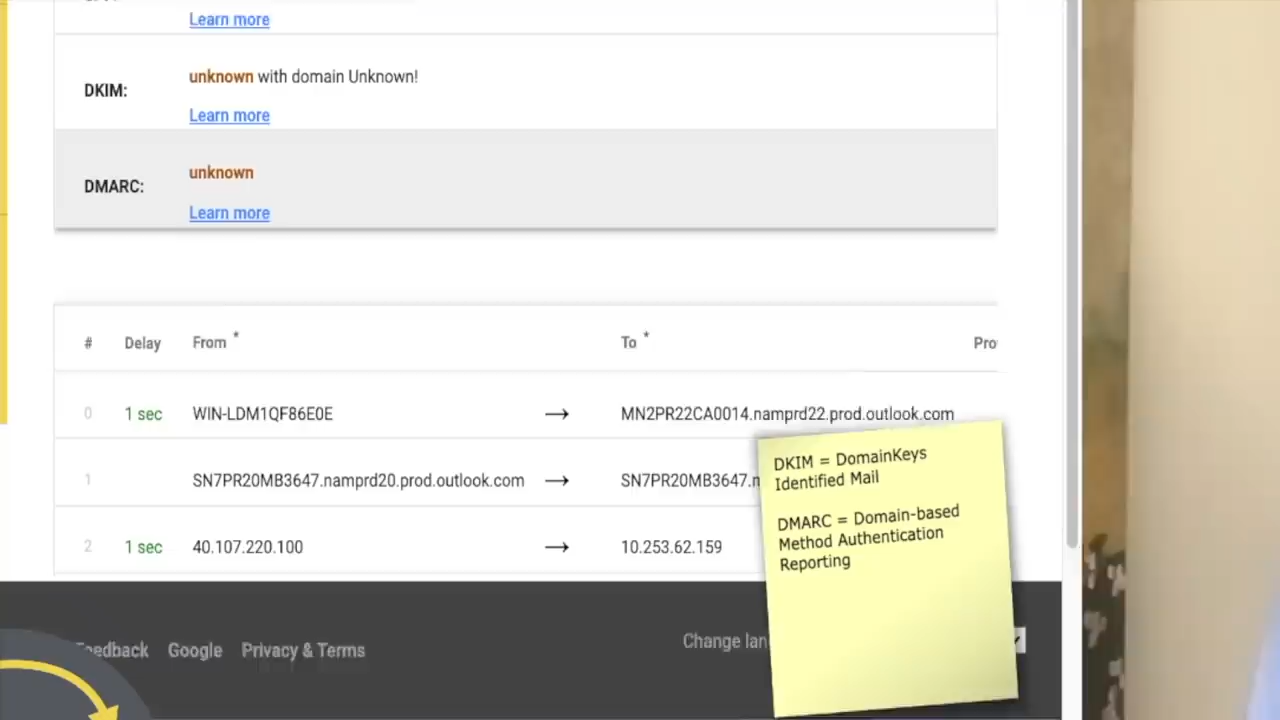 Learn more
DKIM: unknown with domain Unknown!
Learn more
DMARC: unknown
Learn more
# Delay From * To *
0 1 sec WIN-LDM1QF86E0E → MN2PR22CA0014.namprd22.prod.outlook.com
1 SN7PR20MB3647.namprd20.prod.outlook.com →
2 1 sec 40.107.220.100 → 10.253.62.159
DKIM = DomainKeys
Identified Mail
DMARC = Domain-based
Method Authentication
Reporting
Feedback Google Privacy & Terms Change